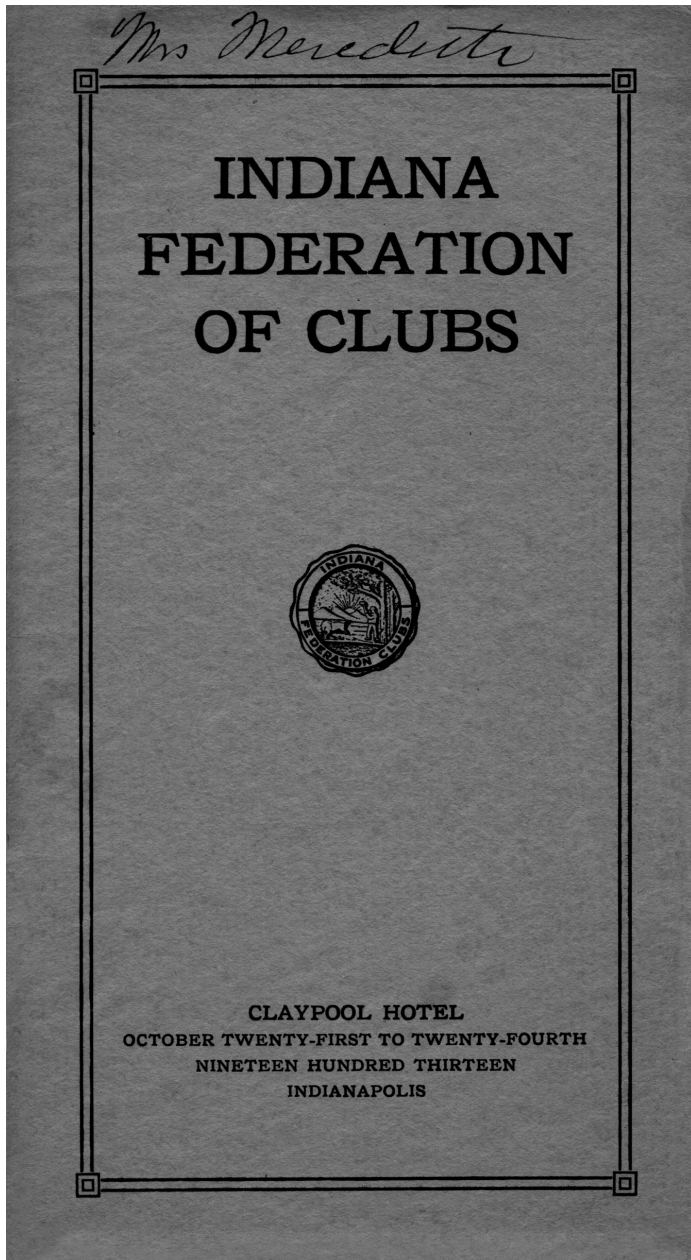 Mrs Meredith
INDIANA
FEDERATION
OF CLUBS
INDIANA
FEDERATION CLUBS
CLAYPOOL HOTEL
OCTOBER TWENTY-FIRST TO TWENTY-FOURTH
NINETEEN HUNDRED THIRTEEN
INDIANAPOLIS